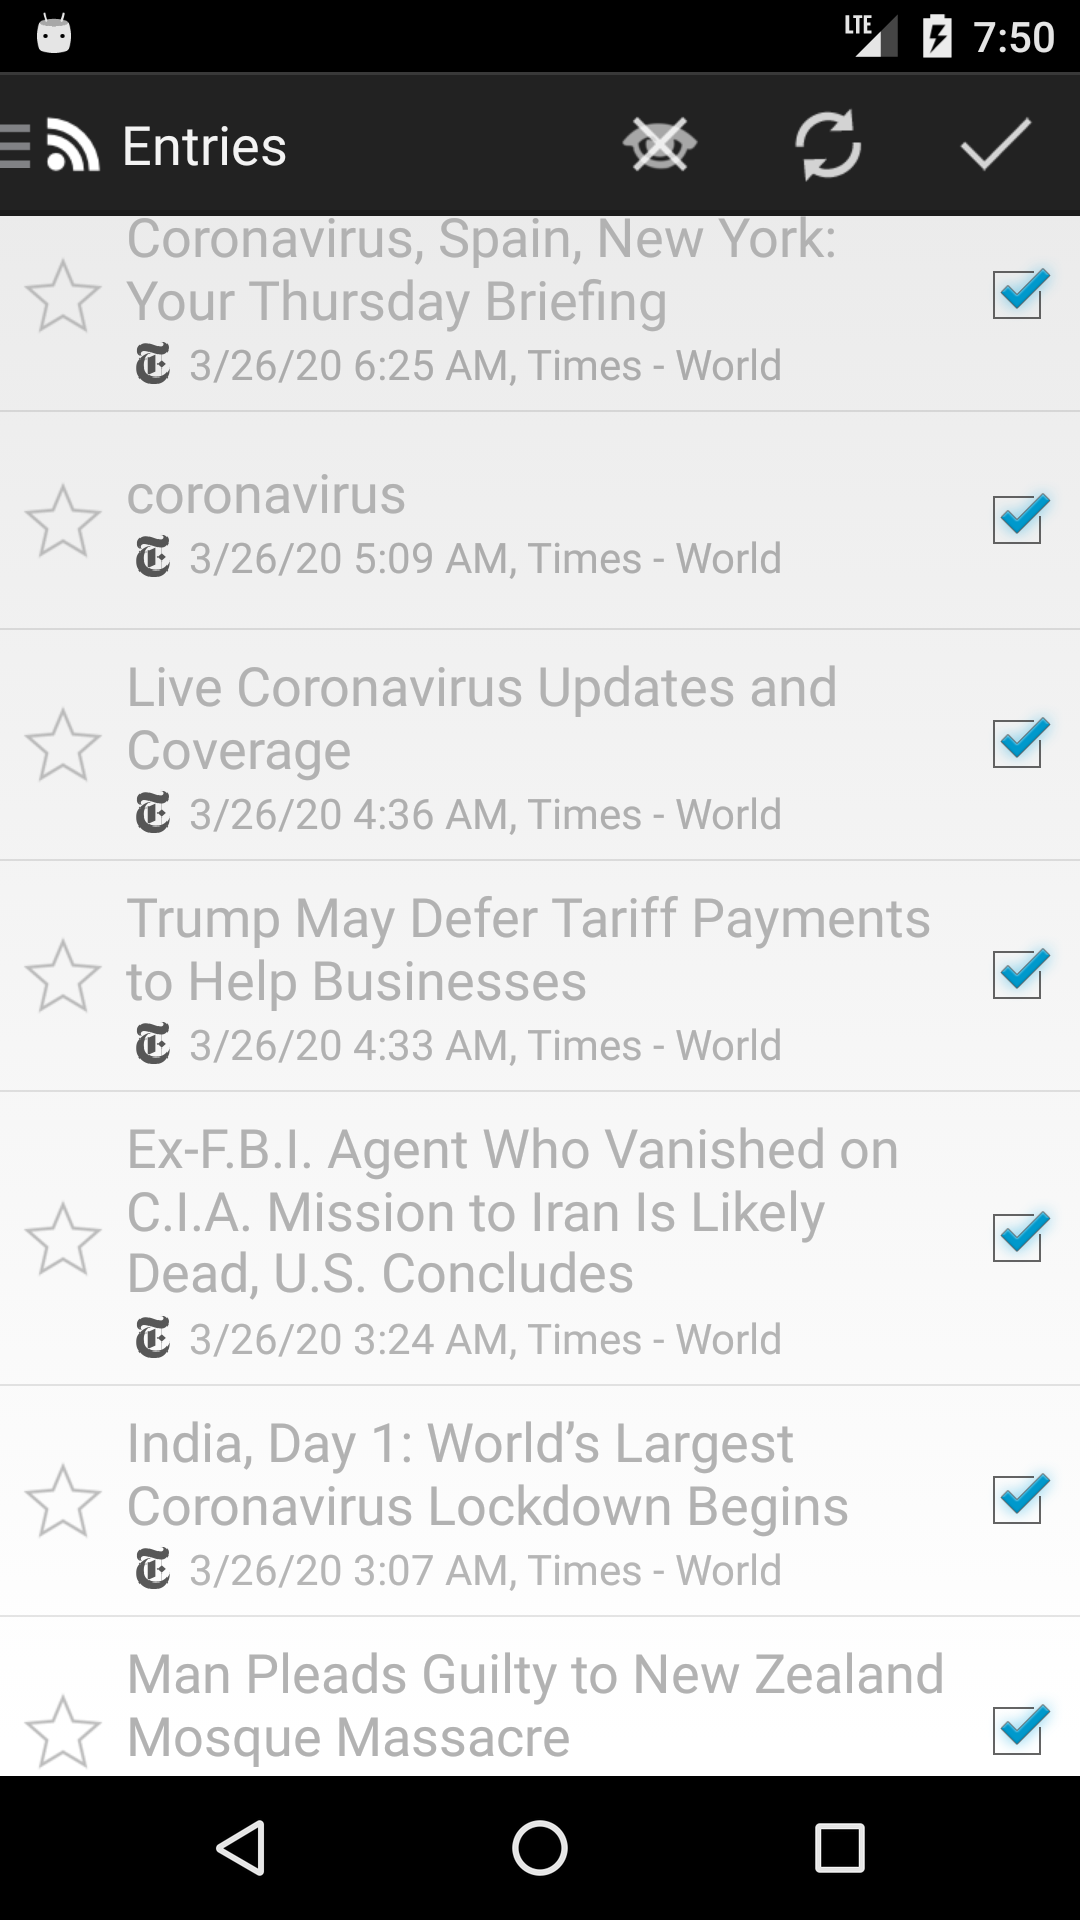 LTE 7:50
Entries
Coronavirus, Spain, New York:
Your Thursday Briefing
3/26/20 6:25 AM, Times - World
coronavirus
3/26/20 5:09 AM, Times - World
Live Coronavirus Updates and
Coverage
3/26/20 4:36 AM, Times - World
Trump May Defer Tariff Payments
to Help Businesses
3/26/20 4:33 AM, Times - World
Ex-F.B.I. Agent Who Vanished on
C.I.A. Mission to Iran Is Likely
Dead, U.S. Concludes
3/26/20 3:24 AM, Times - World
India, Day 1: World’s Largest
Coronavirus Lockdown Begins
3/26/20 3:07 AM, Times - World
Man Pleads Guilty to New Zealand
Mosque Massacre